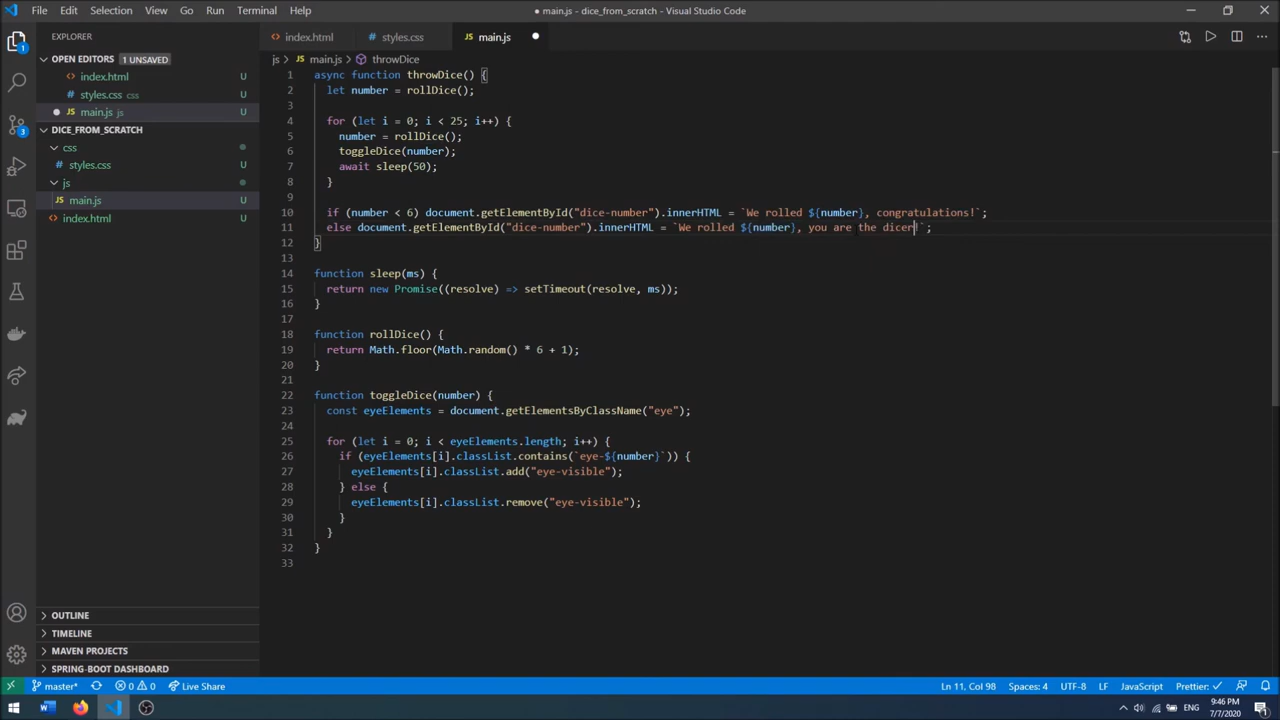 File Edit Selection View Go Run Terminal Help
● main.js - dice_from_scratch - Visual Studio Code
EXPLORER
index.html
styles.css
JS main.js
OPEN EDITORS 1 UNSAVED
js > JS main.js > throwDice
index.html U
styles.css css U
JS main.js js U
DICE_FROM_SCRATCH
css
styles.css U
js
JS main.js U
index.html U
1 async function throwDice() {
2 let number = rollDice();
3
4 for (let i = 0; i < 25; i++) {
5 number = rollDice();
6 toggleDice(number);
7 await sleep(50);
8 }
9
10 if (number < 6) document.getElementById("dice-number").innerHTML = `We rolled ${number}, congratulations!`;
11 else document.getElementById("dice-number").innerHTML = `We rolled ${number}, you are the dicer!`;
12 }
13
14 function sleep(ms) {
15 return new Promise((resolve) => setTimeout(resolve, ms));
16 }
17
18 function rollDice() {
19 return Math.floor(Math.random() * 6 + 1);
20 }
21
22 function toggleDice(number) {
23 const eyeElements = document.getElementsByClassName("eye");
24
25 for (let i = 0; i < eyeElements.length; i++) {
26 if (eyeElements[i].classList.contains(`eye-${number}`)) {
27 eyeElements[i].classList.add("eye-visible");
28 } else {
29 eyeElements[i].classList.remove("eye-visible");
30 }
31 }
32 }
33
OUTLINE
TIMELINE
MAVEN PROJECTS
SPRING-BOOT DASHBOARD
1
3
master* 0 0 Live Share
Ln 11, Col 98 Spaces: 4 UTF-8 LF JavaScript Prettier: ✓
ENG
9:46 PM
7/7/2020
1